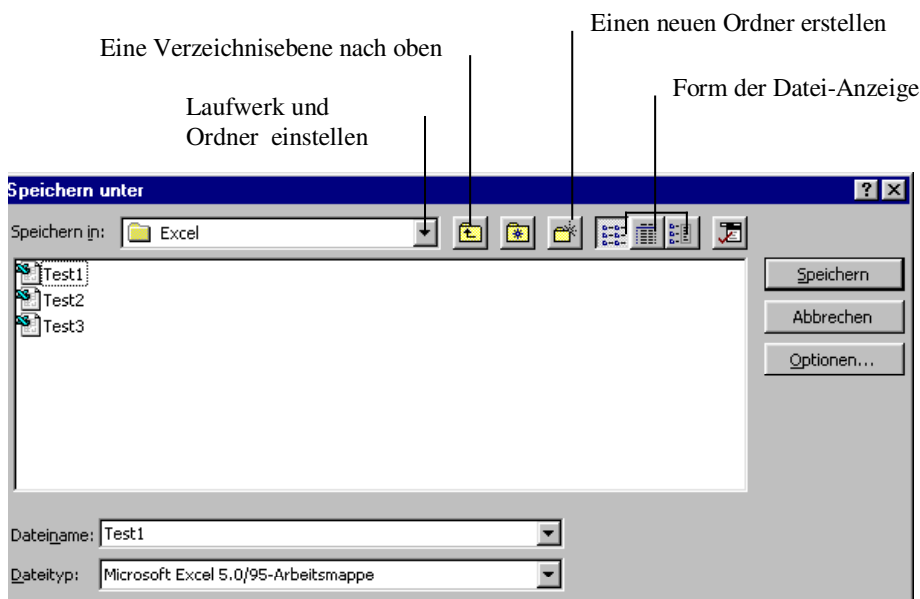 Einen neuen Ordner erstellen
Eine Verzeichnisebene nach oben
Form der Datei-Anzeige
Laufwerk und
Ordner einstellen
Speichern unter
Speichern in: Excel
Test1
Test2
Test3
Speichern
Abbrechen
Optionen...
Dateiname: Test1
Dateityp: Microsoft Excel 5.0/95-Arbeitsmappe